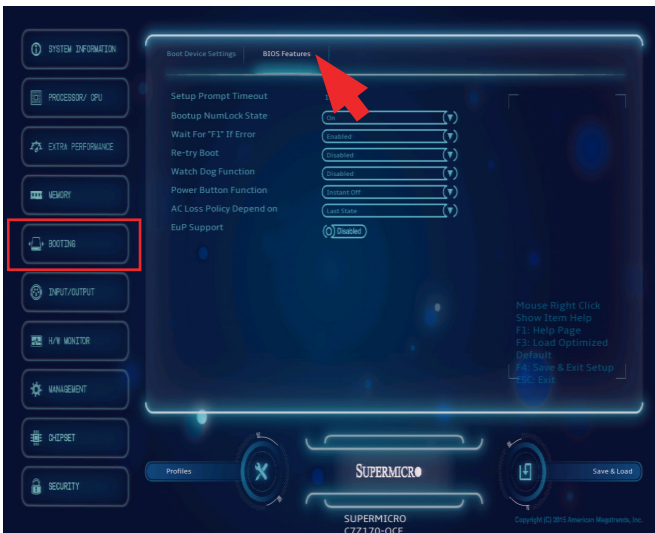 SYSTEM INFORMATION
PROCESSOR/ CPU
EXTRA PERFORMANCE
MEMORY
BOOTING
INPUT/OUTPUT
H/W MONITOR
MANAGEMENT
CHIPSET
SECURITY
Boot Device Settings
BIOS Features
Setup Prompt Timeout
Bootup NumLock State On
Wait For "F1" If Error Enabled
Re-try Boot Disabled
Watch Dog Function Disabled
Power Button Function Instant Off
AC Loss Policy Depend on Last State
EuP Support Disabled
Mouse Right Click
Show Item Help
F1: Help Page
F3: Load Optimized
Default
F4: Save & Exit Setup
ESC: Exit
Profiles
SUPERMICRO
Save & Load
SUPERMICRO
C7Z170-OCE
Copyright (C) 2015 American Megatrends, Inc.